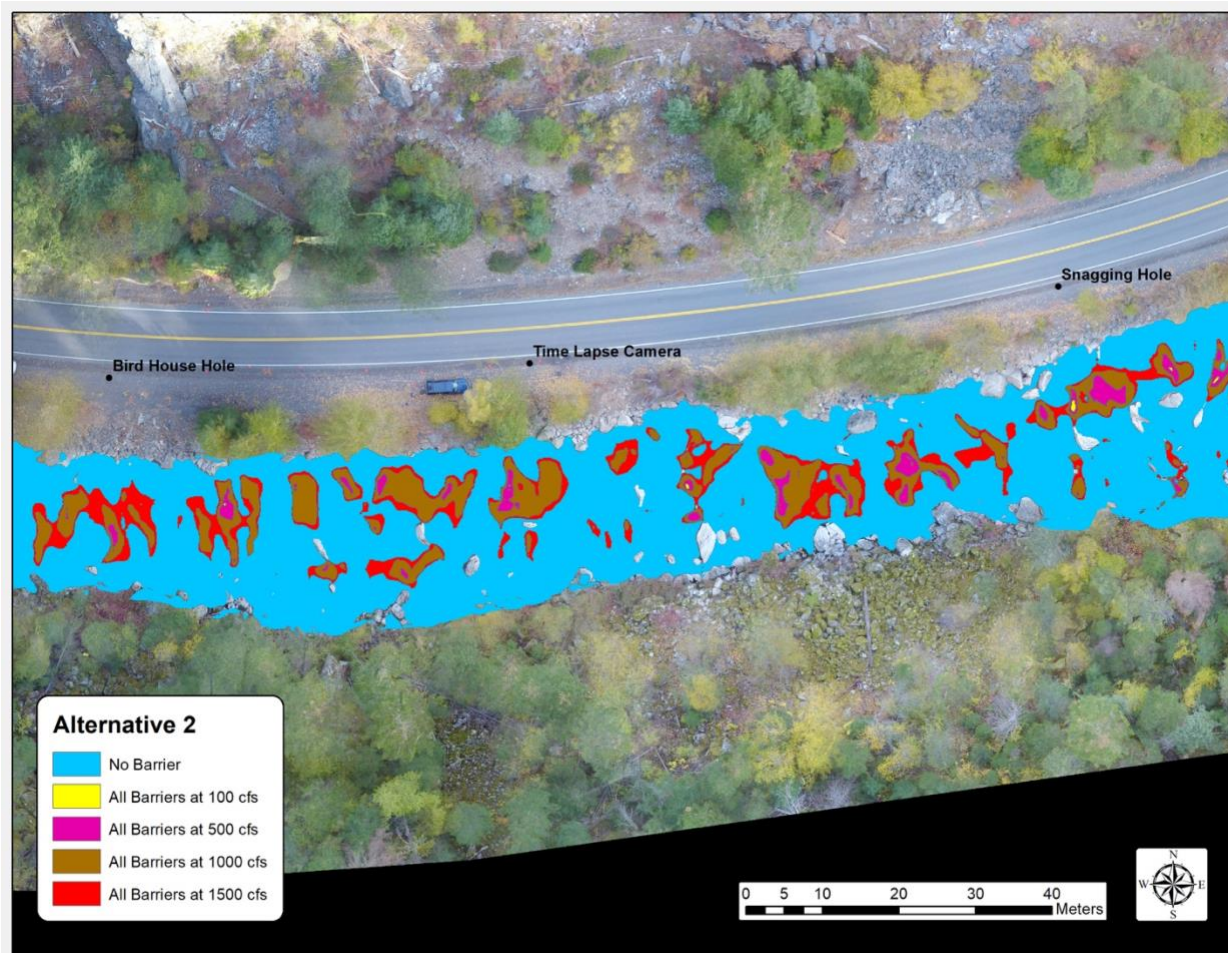 Snagging Hole
Time Lapse Camera
Bird House Hole
Alternative 2
No Barrier
All Barriers at 100 cfs
All Barriers at 500 cfs
All Barriers at 1000 cfs
All Barriers at 1500 cfs
0 5 10 20 30 40
Meters
N
W E
S